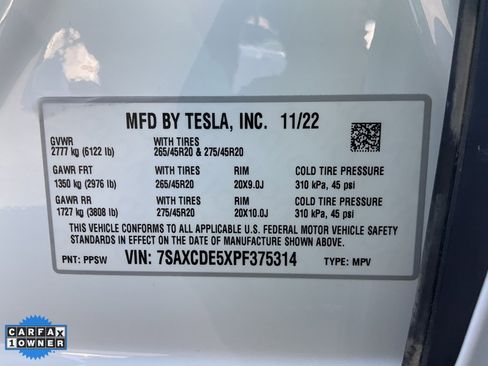 MFD BY TESLA, INC. 11/22
GVWR WITH TIRES
2777 kg (6122 lb) 265/45R20 & 275/45R20
GAWR FRT WITH TIRES RIM COLD TIRE PRESSURE
1350 kg (2976 lb) 265/45R20 20X9.0J 310 kPa, 45 psi
GAWR RR WITH TIRES RIM COLD TIRE PRESSURE
1727 kg (3808 lb) 275/45R20 20X10.0J 310 kPa, 45 psi
THIS VEHICLE CONFORMS TO ALL APPLICABLE U.S. FEDERAL MOTOR VEHICLE SAFETY
STANDARDS IN EFFECT ON THE DATE OF MANUFACTURE SHOWN ABOVE.
PNT: PPSW VIN: 7SAXCDE5XPF375314 TYPE: MPV
CARFAX
1 OWNER